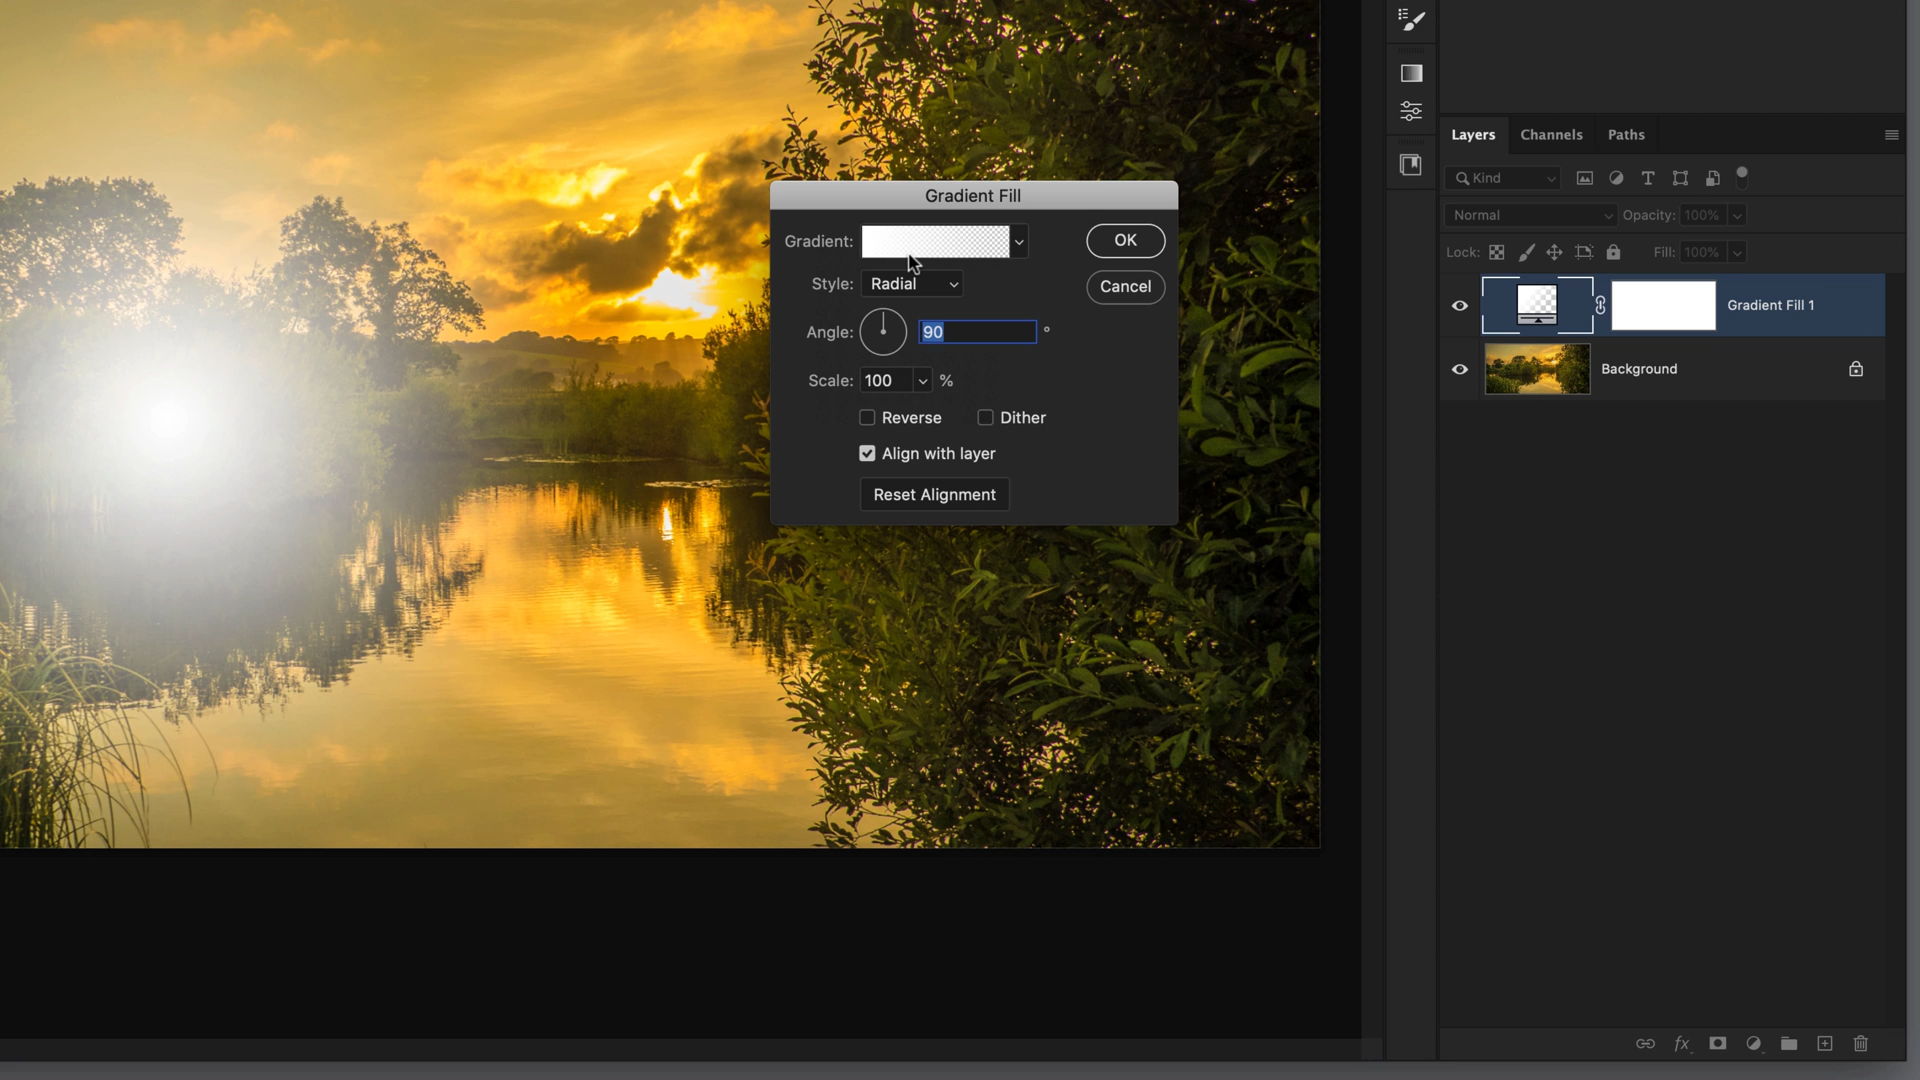 Gradient Fill
Gradient:
OK
Style: Radial
Cancel
Angle: 90 °
Scale: 100 %
Reverse Dither
Align with layer
Reset Alignment
Layers Channels Paths
Kind
Normal Opacity: 100%
Lock: Fill: 100%
Gradient Fill 1
Background
fx